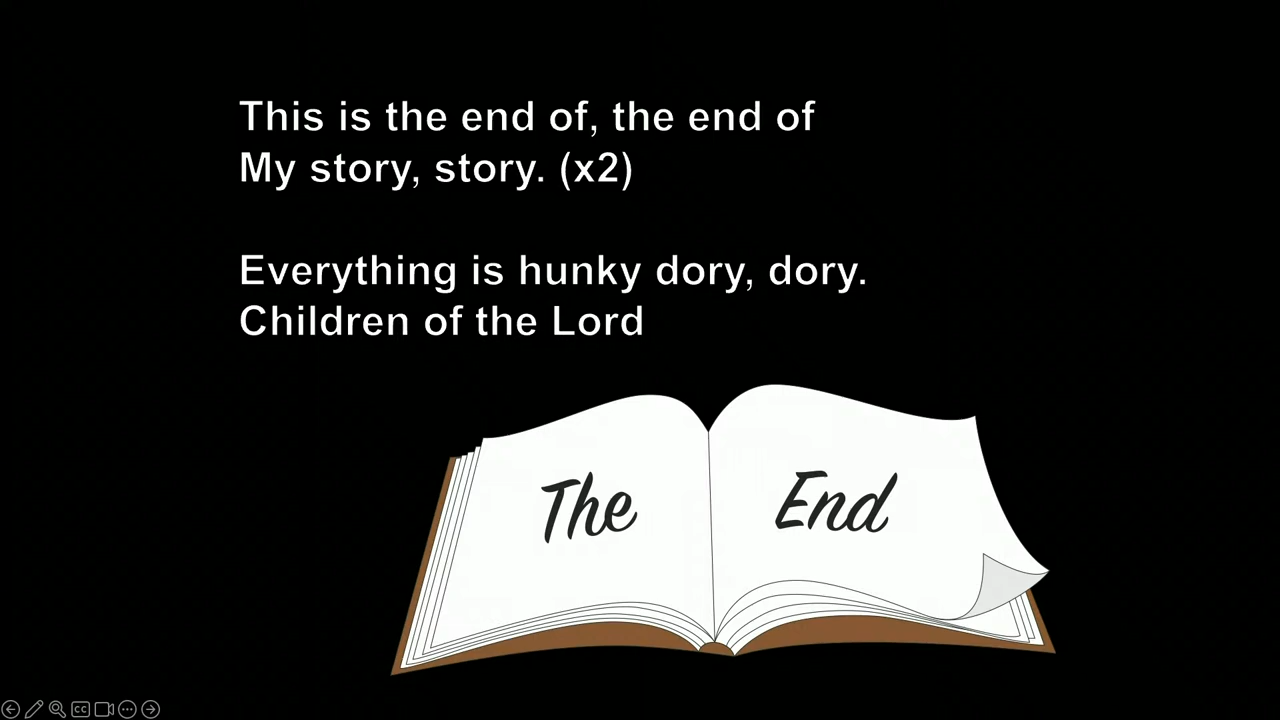 This is the end of, the end of
My story, story. (x2)
Everything is hunky dory, dory.
Children of the Lord
The End
CC